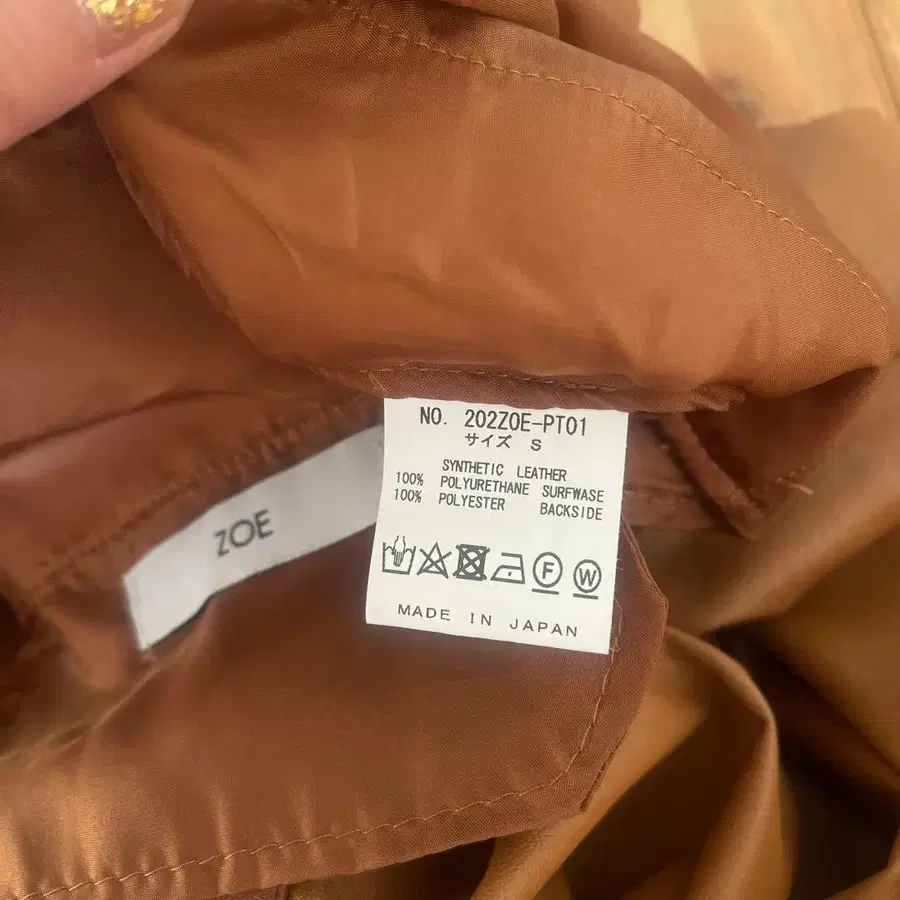 ZOE
NO. 202ZOE-PT01
サイズ S
SYNTHETIC LEATHER
100% POLYURETHANE SURFWASE
100% POLYESTER BACKSIDE
F W
MADE IN JAPAN